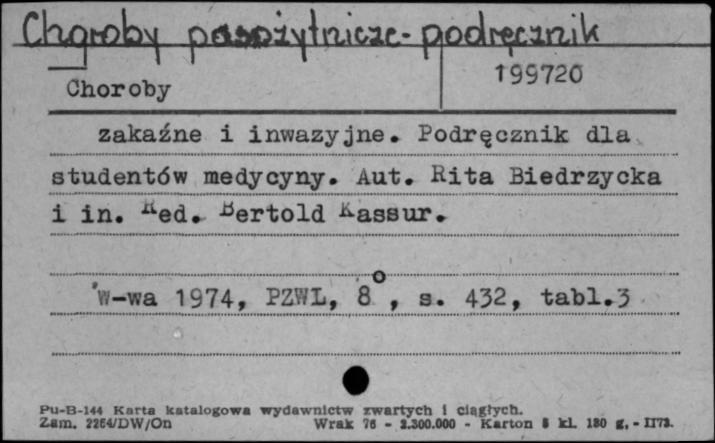 Choroby pasożytnicze - podręcznik
199720
Choroby
zakaźne i inwazyjne. Podręcznik dla
studentów medycyny. Aut. Rita Biedrzycka
i in. Red. Bertold Kassur.
W-wa 1974, PZWL, 8°, s. 432, tabl.3
Pu-B-144 Karta katalogowa wydawnictw zwartych i ciągłych.
Zam. 2264/DW/On Wrak 76 - 2.300.000 - Karton 8 kl. 180 g. - II73.